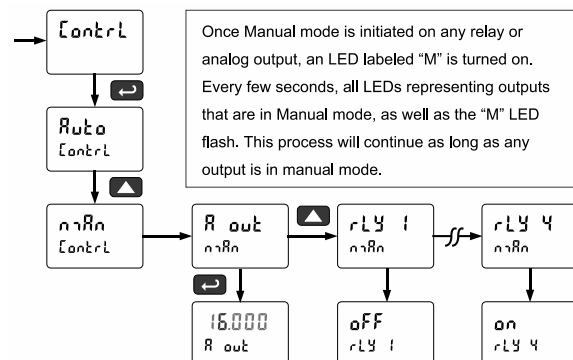 Contrl
Once Manual mode is initiated on any relay or
analog output, an LED labeled “M” is turned on.
Every few seconds, all LEDs representing outputs
that are in Manual mode, as well as the “M” LED
flash. This process will continue as long as any
output is in manual mode.
Auto
Contrl
mAn
Contrl
A out
mAn
rLY 1
mAn
rLY 4
mAn
16.000
A out
oFF
rLY 1
on
rLY 4